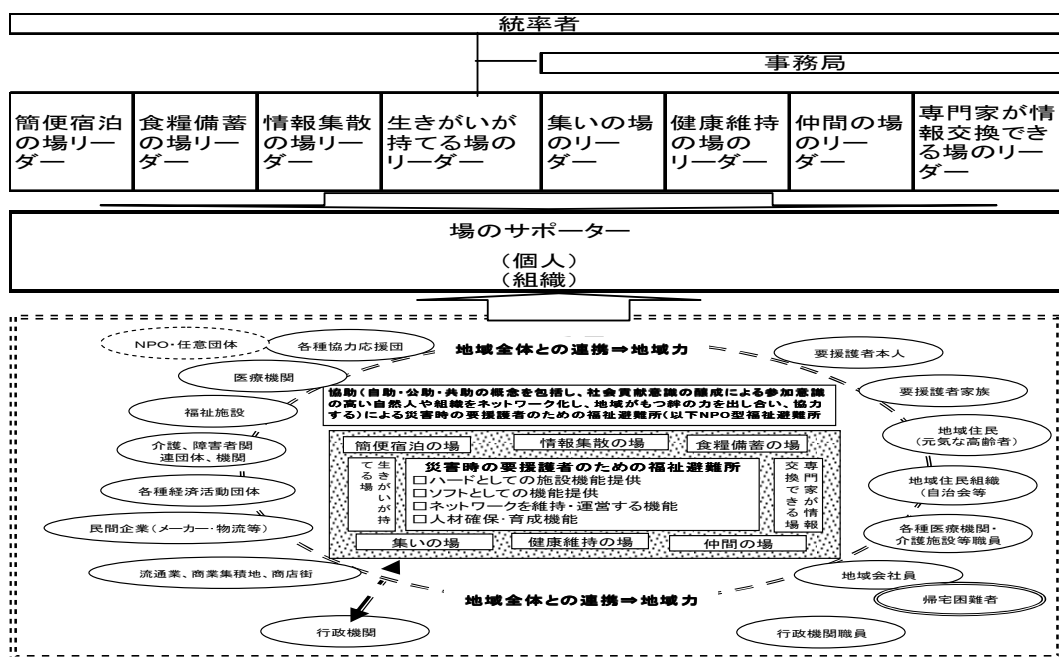 統率者
事務局
簡便宿泊
の場リー
ダー
食糧備蓄
の場リー
ダー
情報集散
の場リー
ダー
生きがいが
持てる場の
リーダー
集いの場
のリー
ダー
健康維持
の場の
リーダー
仲間の場
のリー
ダー
専門家が情
報交換でき
る場のリー
ダー
場のサポーター
（個人）
（組織）
NPO・任意団体
各種協力応援団
医療機関
福祉施設
介護、障害者関
連団体、機関
各種経済活動団体
民間企業（メーカー・物流等）
流通業、商業集積地、商店街
行政機関
地域全体との連携⇒地域力
協助（自助・公助・共助の概念を包括し、社会貢献意識の醸成による参加意識
の高い自然人や組織をネットワーク化し、地域がもつ絆の力を出し合い、協力
する）による災害時の要援護者のための福祉避難所（以下NPO型福祉避難所
簡便宿泊の場
情報集散の場
食糧備蓄の場
生きがいが持
てる場
災害時の要援護者のための福祉避難所
□ハードとしての施設機能提供
□ソフトとしての機能提供
□ネットワークを維持・運営する機能
□人材確保・育成機能
専門家が情報
交換できる場
集いの場
健康維持の場
仲間の場
地域全体との連携⇒地域力
要援護者本人
要援護者家族
地域住民
（元気な高齢者）
地域住民組織
（自治会等
各種医療機関・
介護施設等職員
地域会社員
帰宅困難者
行政機関職員